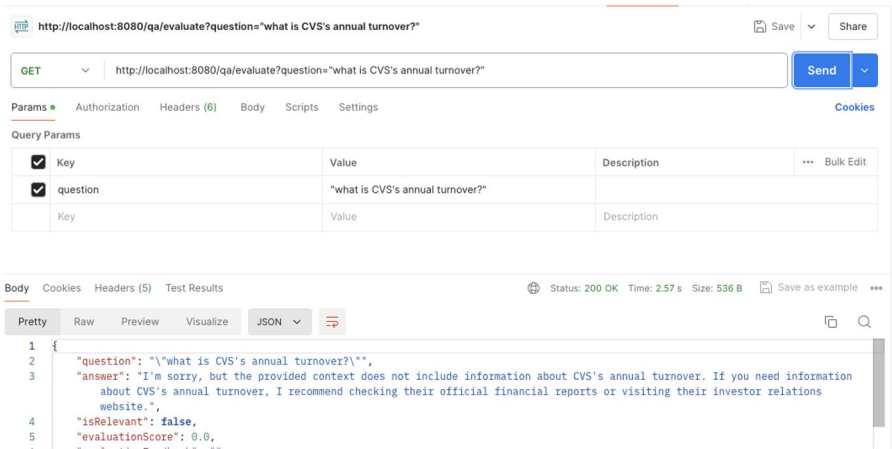 HTTP http://localhost:8080/qa/evaluate?question="what is CVS's annual turnover?" Save Share
GET http://localhost:8080/qa/evaluate?question="what is CVS's annual turnover?" Send
Params Authorization Headers (6) Body Scripts Settings Cookies
Query Params
Key Value Description ••• Bulk Edit
question "what is CVS's annual turnover?"
Key Value Description
Body Cookies Headers (5) Test Results Status: 200 OK Time: 2.57 s Size: 536 B Save as example •••
Pretty Raw Preview Visualize JSON
1 {
2 "question": "\"what is CVS's annual turnover?\"",
3 "answer": "I'm sorry, but the provided context does not include information about CVS's annual turnover. If you need information
about CVS's annual turnover, I recommend checking their official financial reports or visiting their investor relations
website.",
4 "isRelevant": false,
5 "evaluationScore": 0.0,